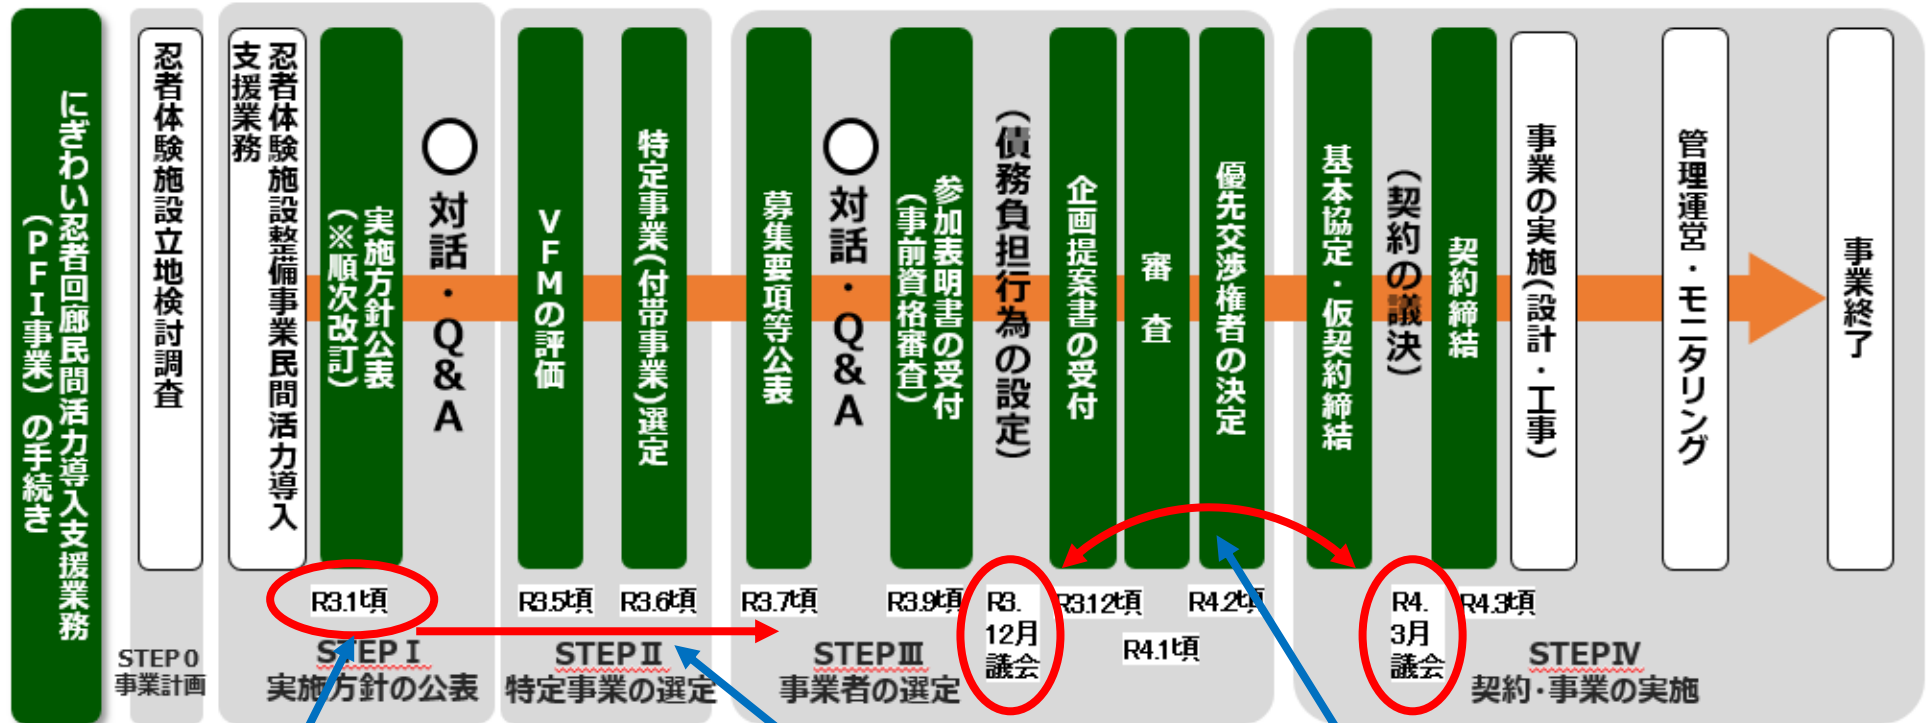 にぎわい忍者回廊民間活力導入支援業務
（ＰＦＩ事業）の手続き
忍者体験施設立地検討調査
忍者体験施設整備事業民間活力導入
支援業務
実施方針公表
（※順次改訂）
〇対話・Q&A
ＶＦＭの評価
特定事業(付帯事業)選定
募集要項等公表
〇対話・Q&A
参加表明書の受付
（事前資格審査）
（債務負担行為の設定）
企画提案書の受付
審　査
優先交渉権者の決定
基本協定・仮契約締結
（契約の議決）
契約締結
事業の実施(設計・工事)
管理運営・モニタリング
事業終了
R3.1頃
R3.5頃
R3.6頃
R3.7頃
R3.9頃
R3.
12月
議会
R3.12頃
R4.1頃
R4.2頃
R4.
3月
議会
R4.3頃
STEP０
事業計画
STEPⅠ
実施方針の公表
STEPⅡ
特定事業の選定
STEPⅢ
事業者の選定
STEPⅣ
契約・事業の実施